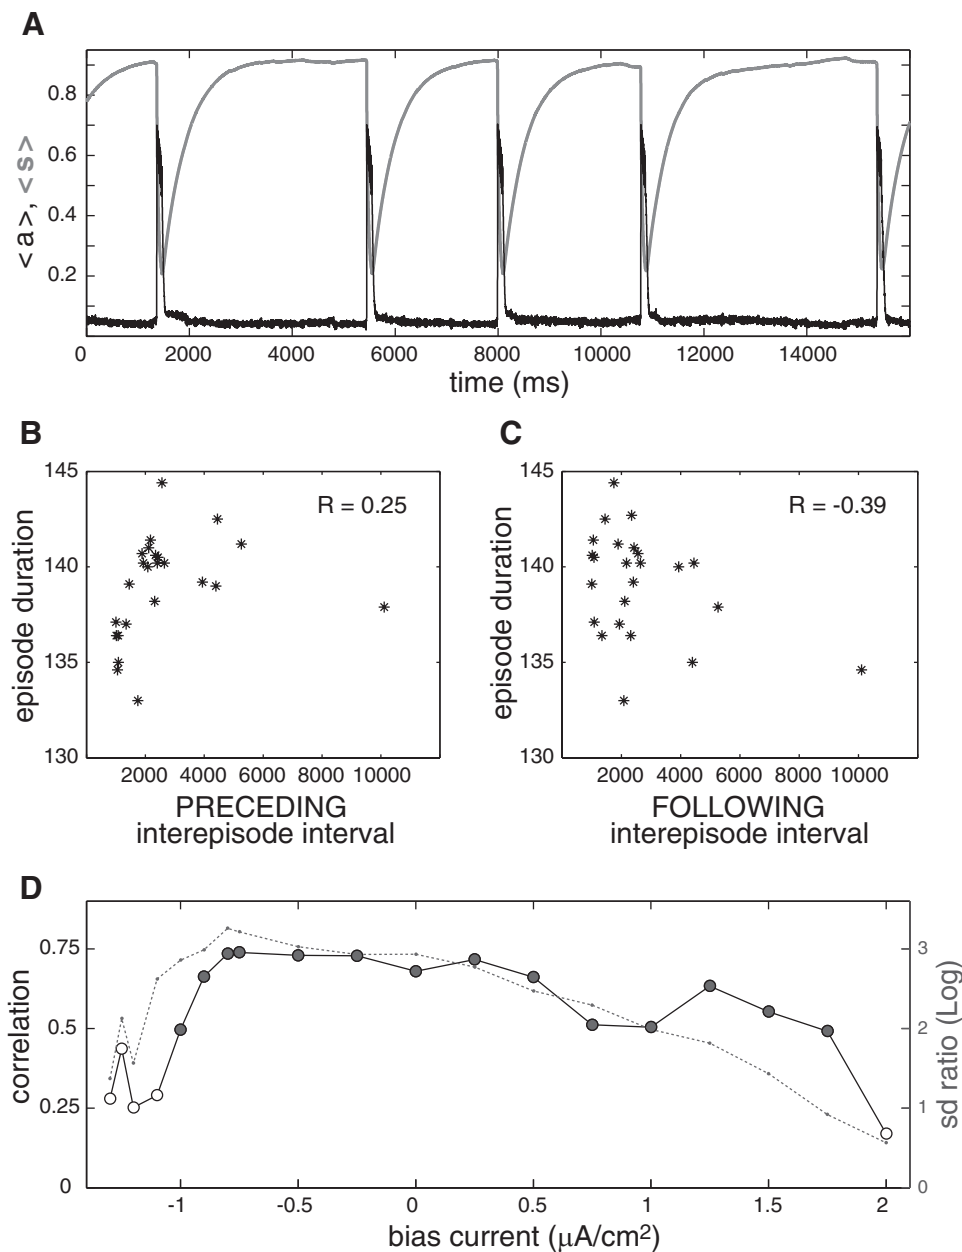 A
<a>, <s>
0.8
0.6
0.4
0.2
0 2000 4000 6000 8000 10000 12000 14000
time (ms)
B
episode duration
145
140
135
130
R = 0.25
2000 4000 6000 8000 10000
PRECEDING
interepisode interval
C
episode duration
145
140
135
130
R = -0.39
2000 4000 6000 8000 10000
FOLLOWING
interepisode interval
D
correlation
0.75
0.5
0.25
0
3
2
1
0
sd ratio (Log)
-1 -0.5 0 0.5 1 1.5 2
bias current (μA/cm2)